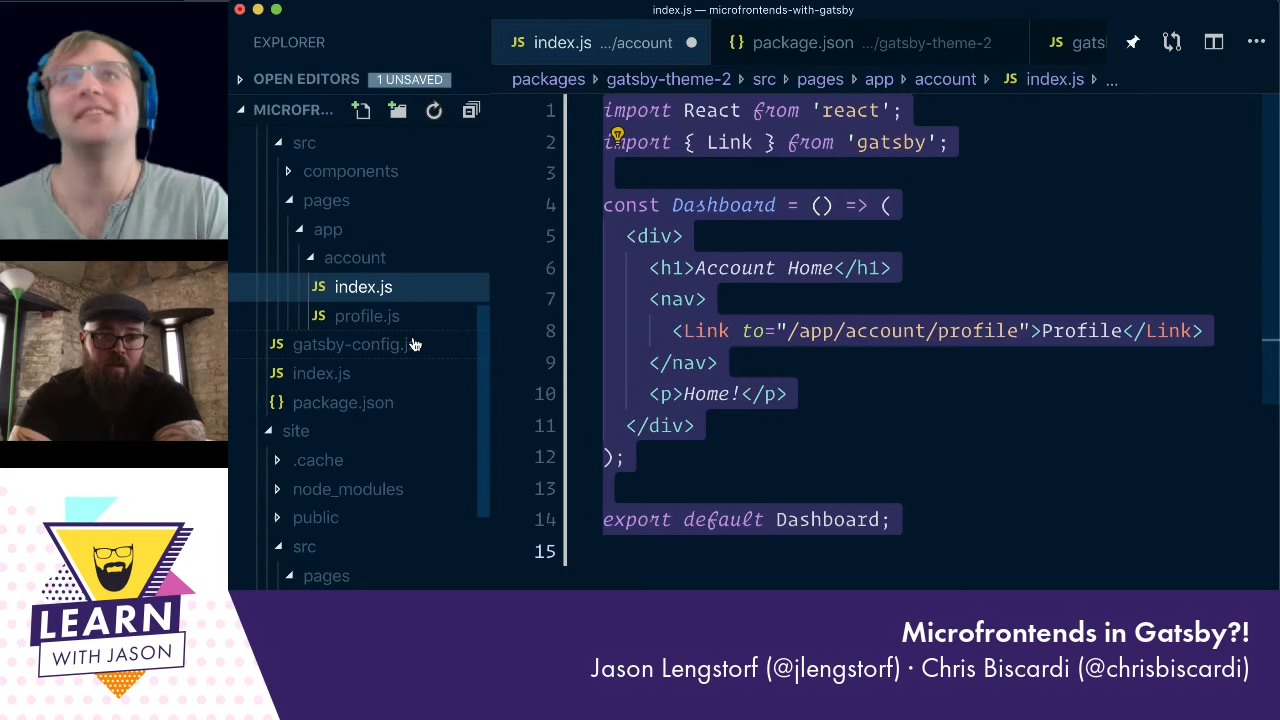 index.js — microfrontends-with-gatsby
EXPLORER
JS index.js .../account
{} package.json .../gatsby-theme-2
JS gats
OPEN EDITORS 1 UNSAVED
packages gatsby-theme-2 src pages app account JS index.js ...
MICROFR...
src
components
pages
app
account
JS index.js
JS profile.js
JS gatsby-config.j
JS index.js
{} package.json
site
.cache
node_modules
public
src
pages
1 import React from 'react';
2 import { Link } from 'gatsby';
3
4 const Dashboard = () => (
5 <div>
6 <h1>Account Home</h1>
7 <nav>
8 <Link to="/app/account/profile">Profile</Link>
9 </nav>
10 <p>Home!</p>
11 </div>
12 );
13
14 export default Dashboard;
15
LEARN
WITH JASON
Microfrontends in Gatsby?!
Jason Lengstorf (@jlengstorf) · Chris Biscardi (@chrisbiscardi)